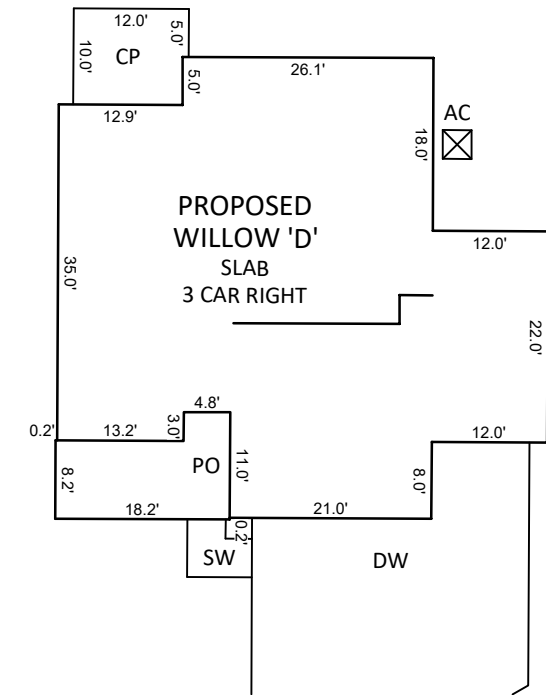 12.0'
5.0'
10.0'
CP
5.0'
26.1'
12.9'
18.0'
AC
PROPOSED
WILLOW 'D'
SLAB
3 CAR RIGHT
12.0'
35.0'
22.0'
4.8'
3.0'
0.2'
13.2'
12.0'
PO
11.0'
8.2'
8.0'
18.2'
21.0'
0.2'
SW
DW